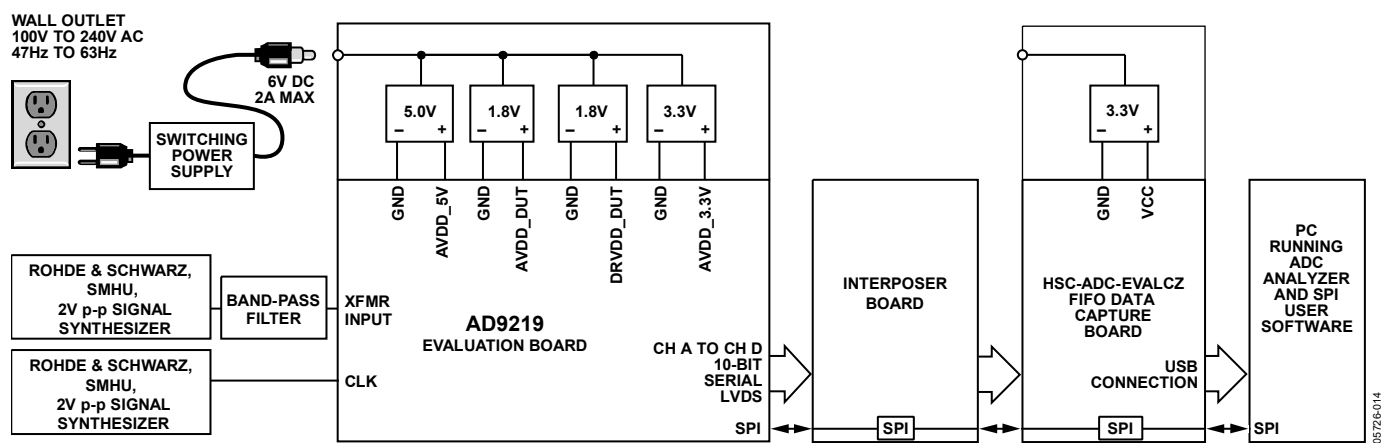 WALL OUTLET
100V TO 240V AC
47Hz TO 63Hz
6V DC
2A MAX
SWITCHING
POWER
SUPPLY
5.0V
– +
1.8V
– +
1.8V
– +
3.3V
– +
3.3V
– +
GND
AVDD_5V
GND
AVDD_DUT
GND
DRVDD_DUT
GND
AVDD_3.3V
GND
VCC
ROHDE & SCHWARZ,
SMHU,
2V p-p SIGNAL
SYNTHESIZER
BAND-PASS
FILTER
XFMR
INPUT
AD9219
EVALUATION BOARD
ROHDE & SCHWARZ,
SMHU,
2V p-p SIGNAL
SYNTHESIZER
CLK
CH A TO CH D
10-BIT
SERIAL
LVDS
SPI
INTERPOSER
BOARD
SPI
HSC-ADC-EVALCZ
FIFO DATA
CAPTURE
BOARD
USB
CONNECTION
SPI
PC
RUNNING
ADC
ANALYZER
AND SPI
USER
SOFTWARE
SPI
05726-014